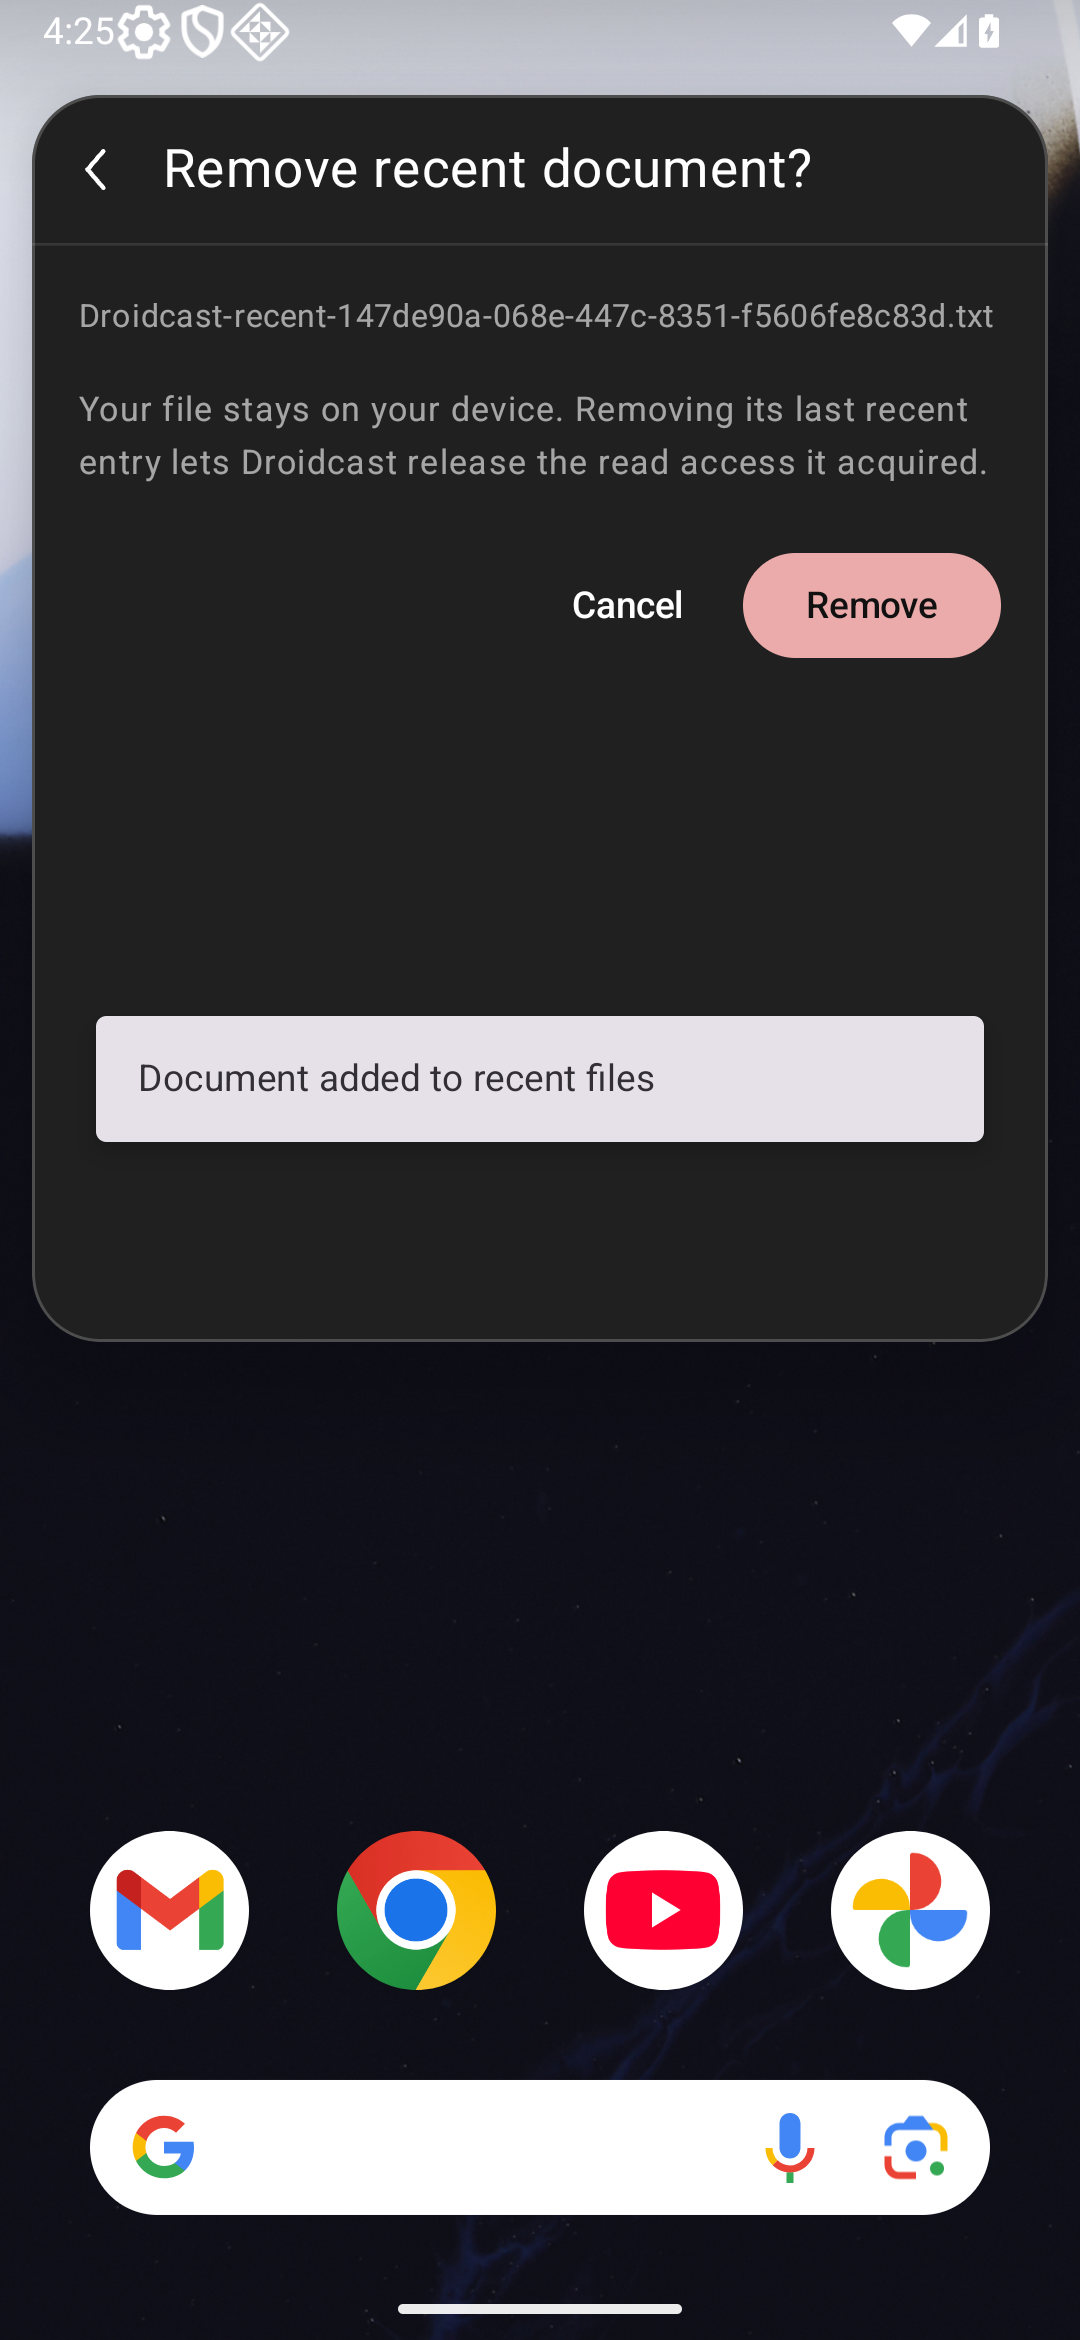 4:25
Remove recent document?
Droidcast-recent-147de90a-068e-447c-8351-f5606fe8c83d.txt
Your file stays on your device. Removing its last recent
entry lets Droidcast release the read access it acquired.
Cancel
Remove
Document added to recent files